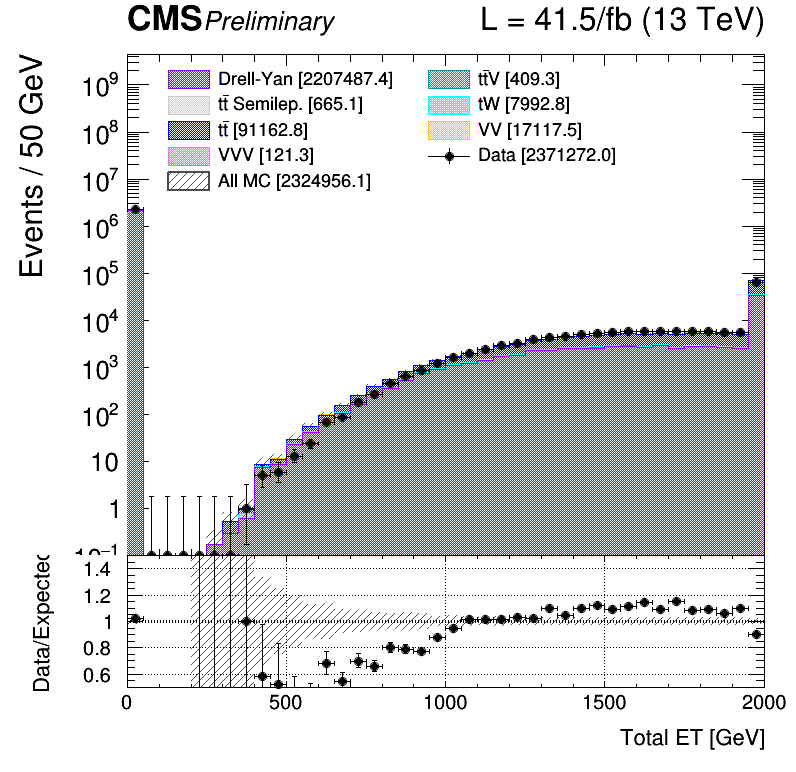 CMS Preliminary L = 41.5/fb (13 TeV)
Events / 50 GeV
Drell-Yan [2207487.4]
tt̄ Semilep. [665.1]
tt̄ [91162.8]
VVV [121.3]
All MC [2324956.1]
tt̄V [409.3]
tW [7992.8]
VV [17117.5]
Data [2371272.0]
10⁹
10⁸
10⁷
10⁶
10⁵
10⁴
10³
10²
10
1
10⁻¹
Data/Expected
1.4
1.2
1
0.8
0.6
0 500 1000 1500 2000
Total ET [GeV]